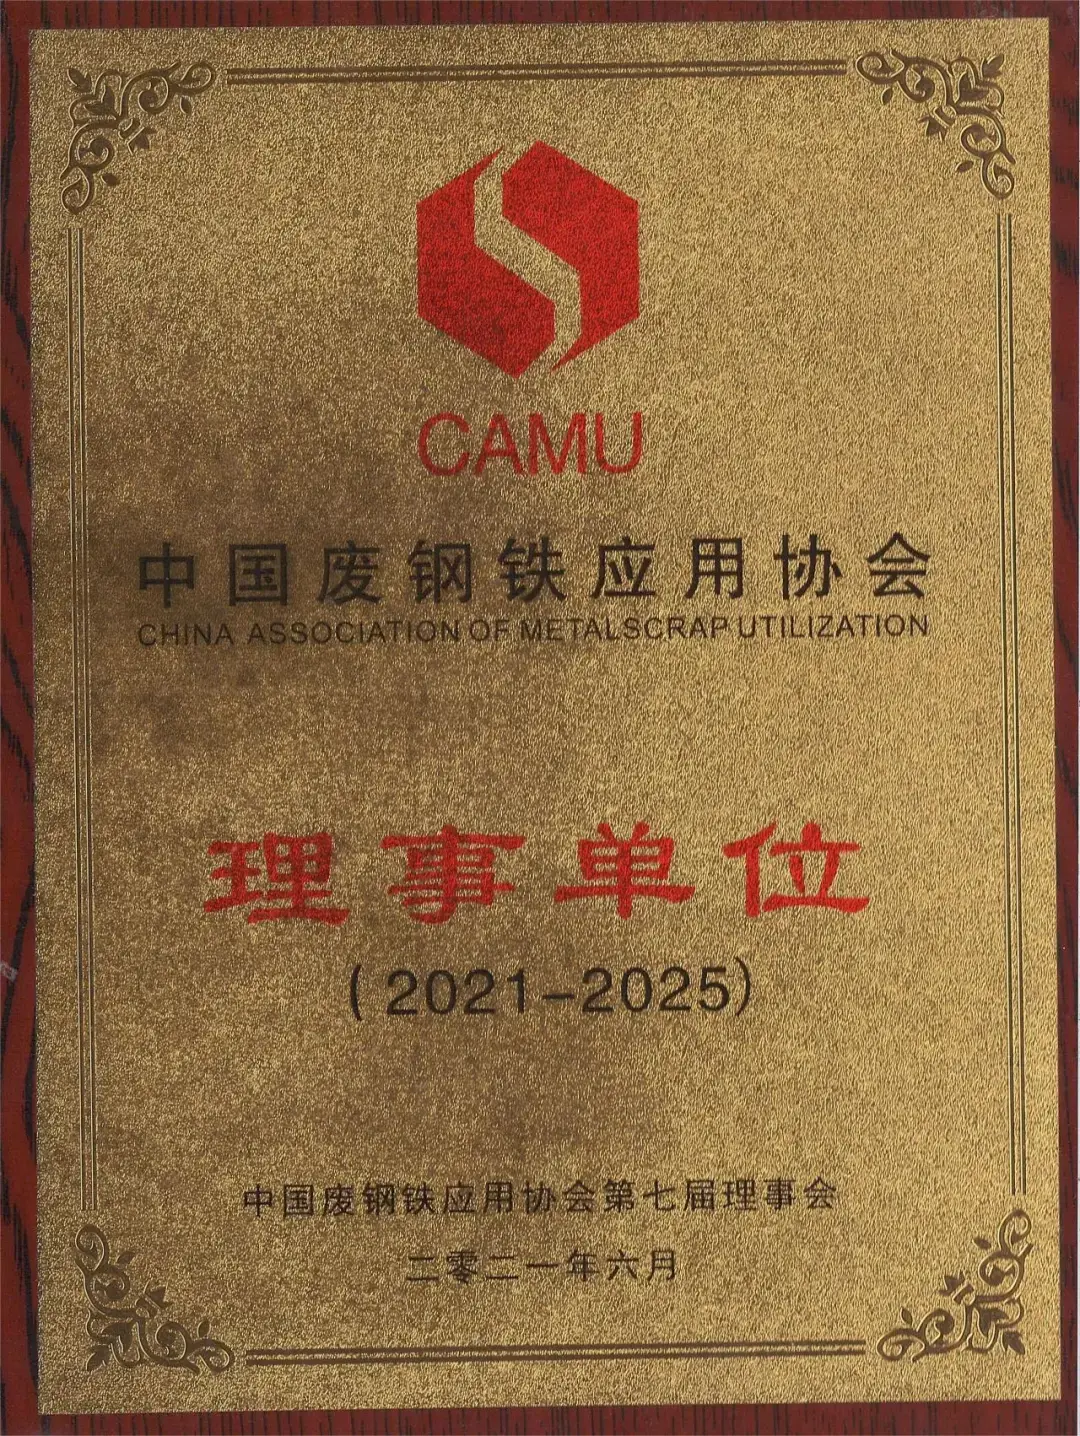 CAMU
中国废钢铁应用协会
CHINA ASSOCIATION OF METALSCRAP UTILIZATION
理事单位
(2021-2025)
中国废钢铁应用协会第七届理事会
二零二一年六月